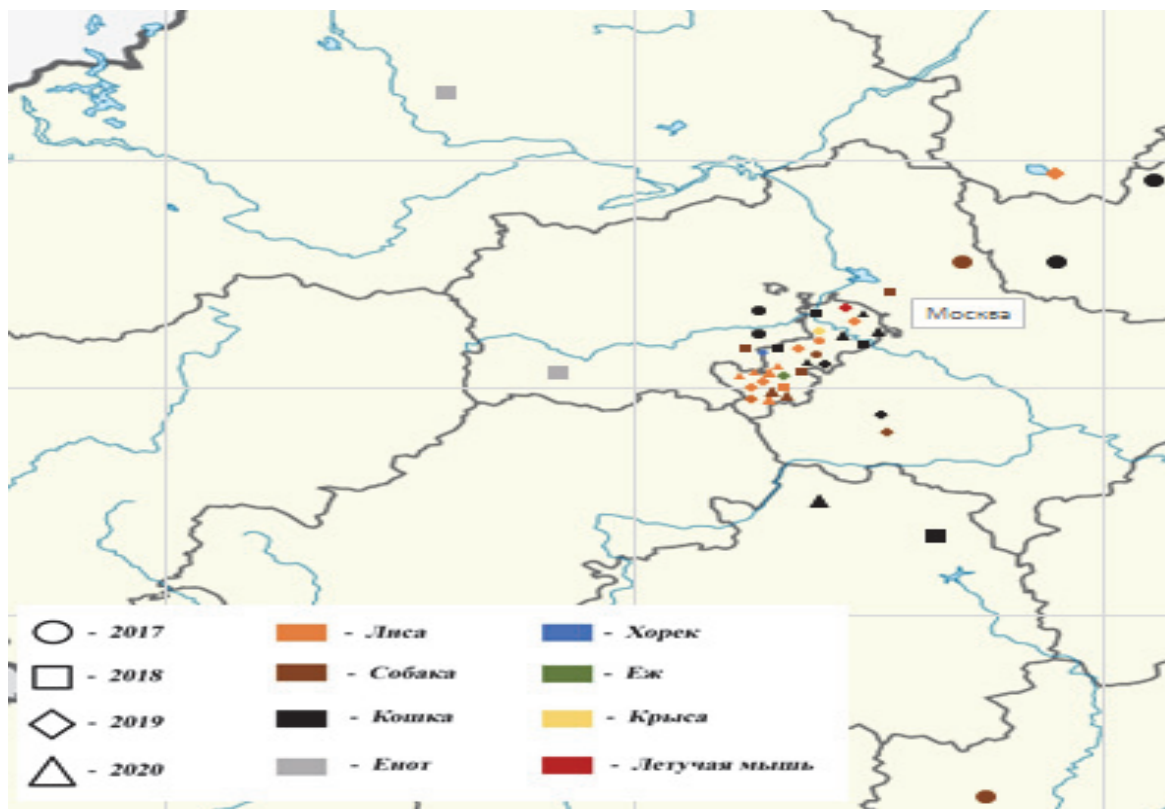 Москва
- 2017
- 2018
- 2019
- 2020
- Лиса
- Собака
- Кошка
- Енот
- Хорек
- Еж
- Крыса
- Летучая мышь